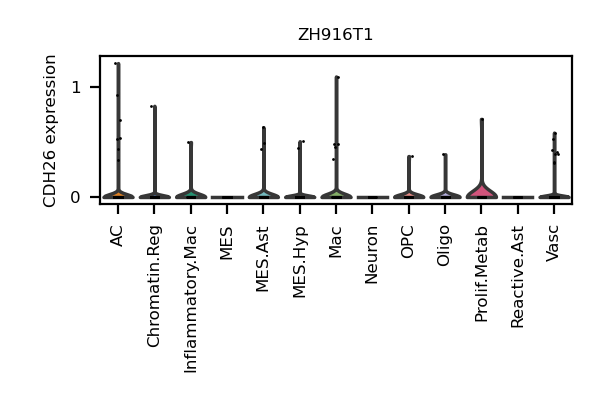 ZH916T1
CDH26 expression
1
0
AC
Chromatin.Reg
Inflammatory.Mac
MES
MES.Ast
MES.Hyp
Mac
Neuron
OPC
Oligo
Prolif.Metab
Reactive.Ast
Vasc